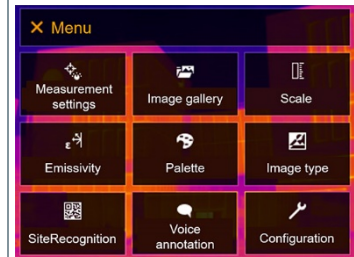 Menu
Measurement
settings
Image gallery
Scale
Emissivity
Palette
Image type
SiteRecognition
Voice
annotation
Configuration